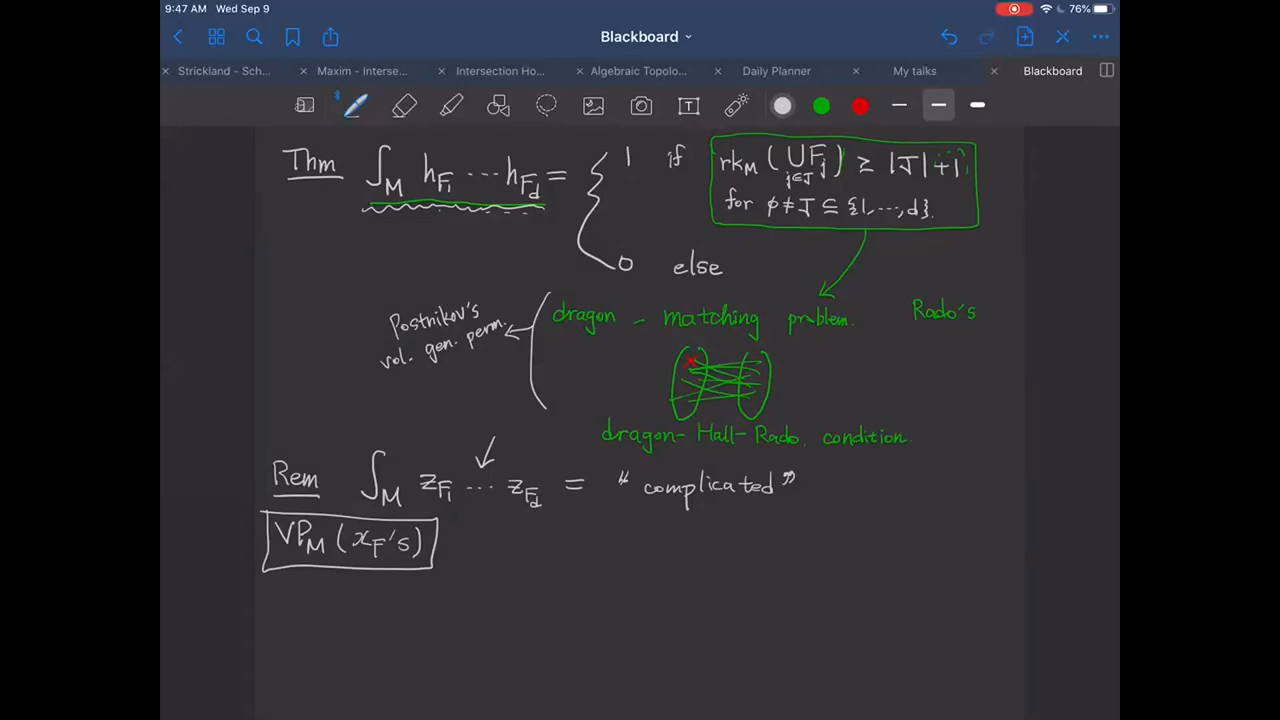 9:47 AM Wed Sep 9 76%
Blackboard
Strickland - Sch... Maxim - Interse... Intersection Ho... Algebraic Topolo... Daily Planner My talks Blackboard
Thm ∫_M h_{F_1} ⋯ h_{F_d} = { 1 if rk_M ( ⋃_{j∈J} F_j ) ≥ |J| + 1
for ∅ ≠ J ⊆ {1, ⋯, d}.
0 else
Postnikov's
vol. gen. perm.
dragon - matching problem. Rado's
dragon - Hall - Rado. condition.
Rem ∫_M z_{F_1} ⋯ z_{F_d} = " complicated "
VP_M (x_F's)